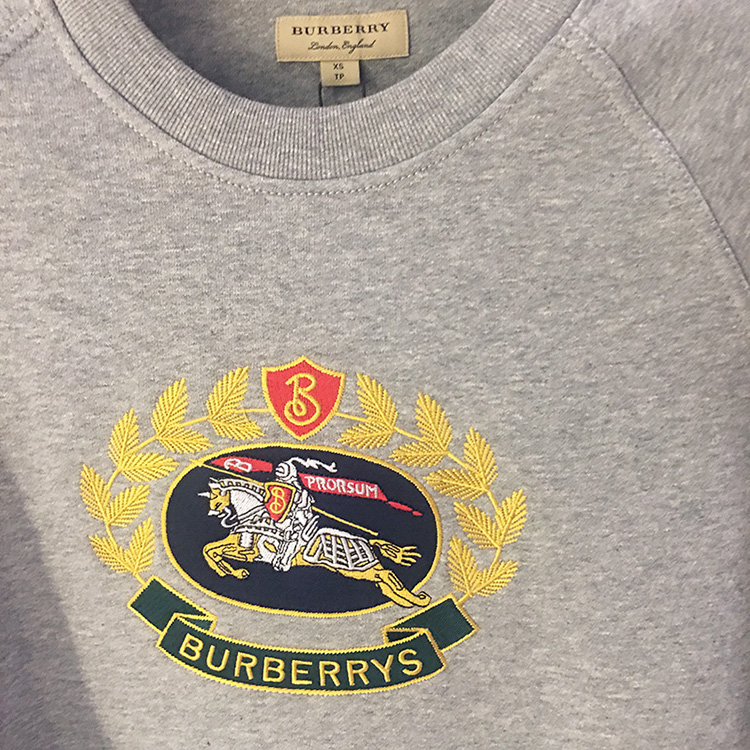 BURBERRY
London, England
XS
TP
B
B PRORSUM
B
BURBERRYS